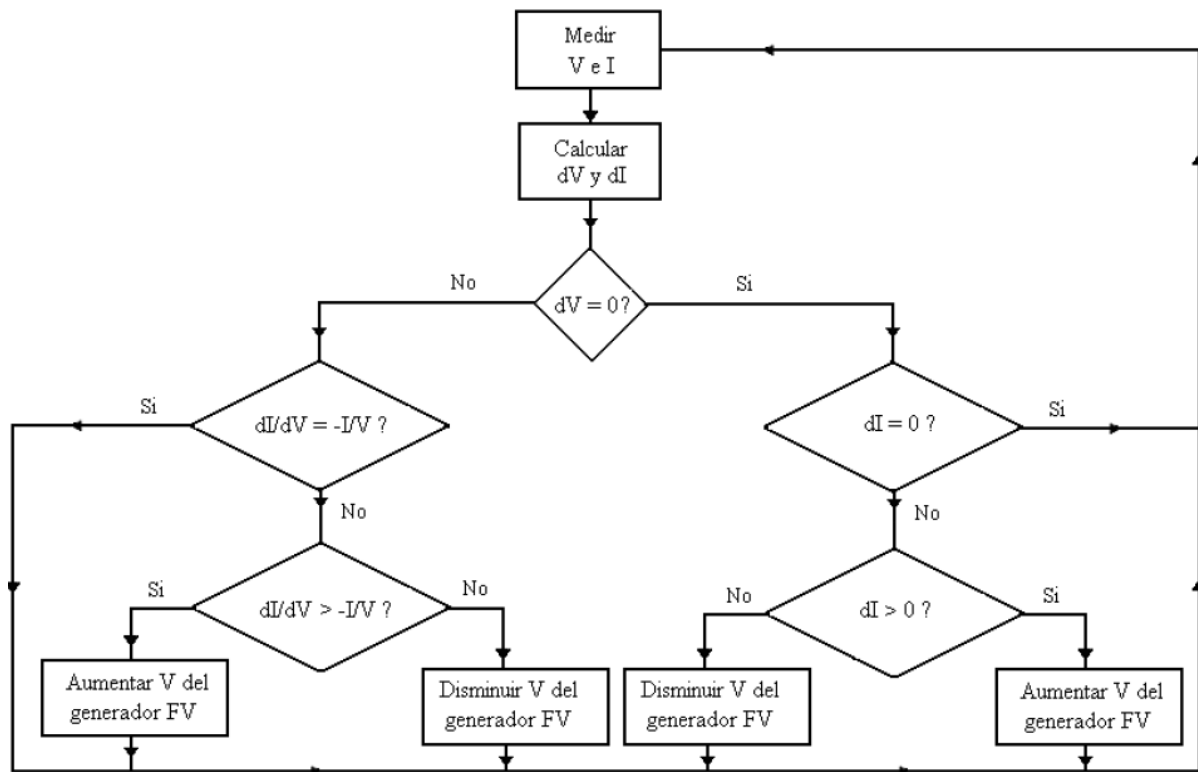 Medir
V e I
Calcular
dV y dI
No
dV = 0?
Si
Si
dI/dV = -I/V ?
dI = 0 ?
Si
No
No
Si
dI/dV > -I/V ?
No
No
dI > 0 ?
Si
Aumentar V del
generador FV
Disminuir V del
generador FV
Disminuir V del
generador FV
Aumentar V del
generador FV